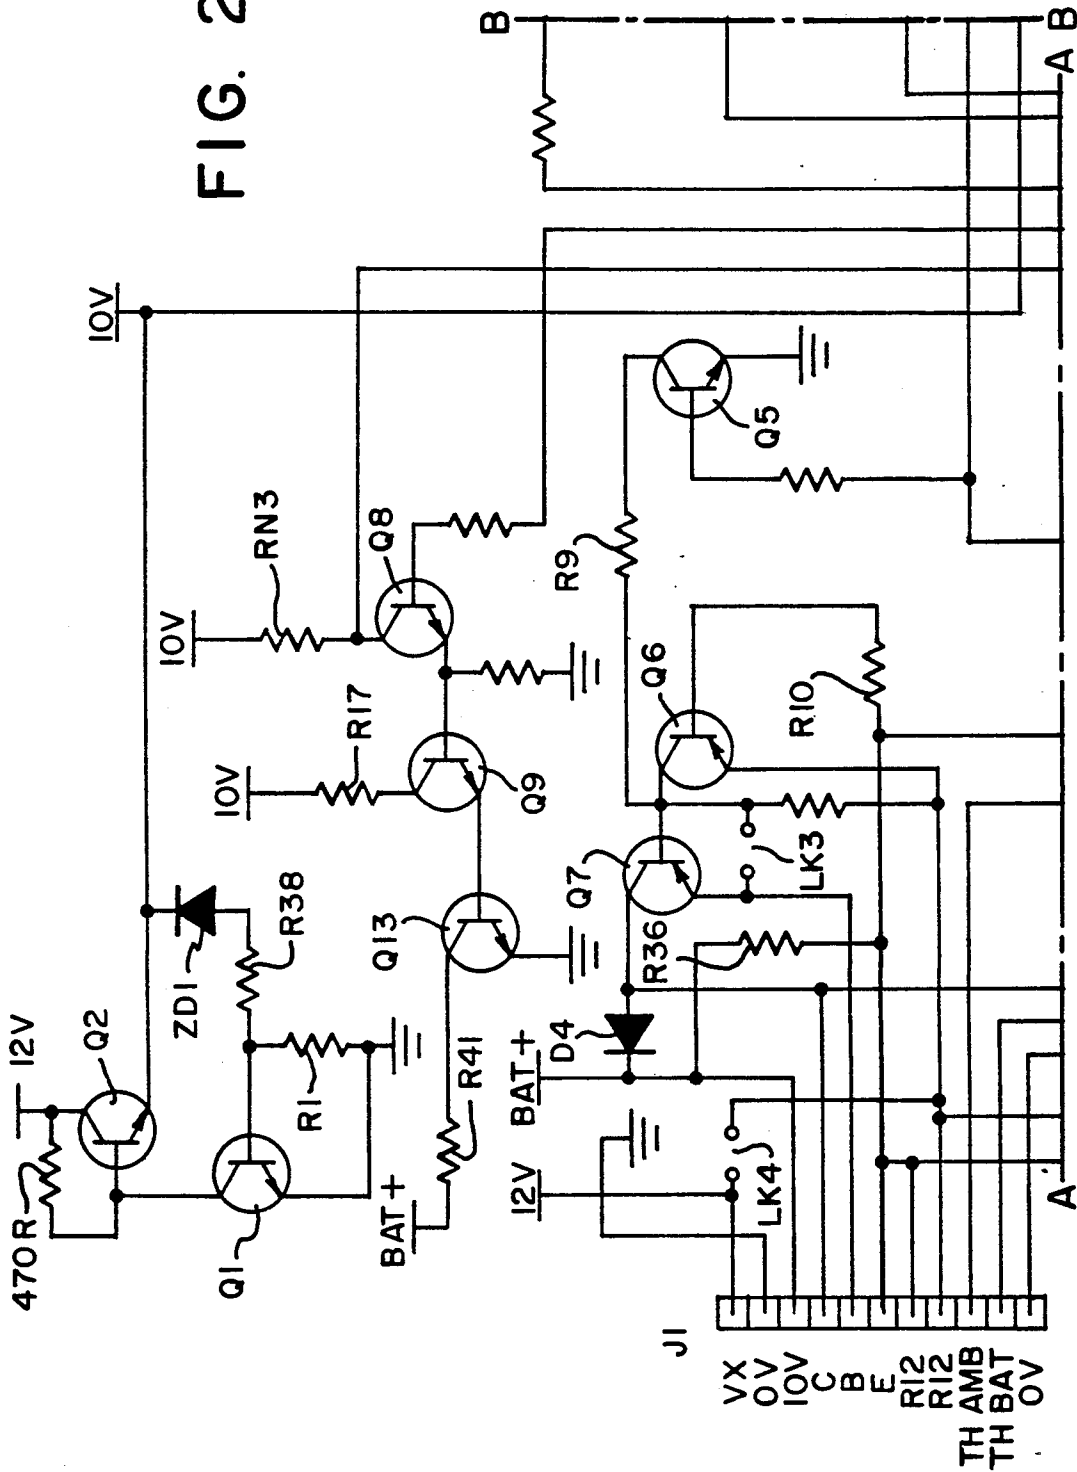 FIG. 2
B
B
A
10V
RN3
10V
Q8
R17
10V
Q9
Q5
R9
Q6
R10
LK3
Q7
R36
Q13
R38
ZD1
12V
Q2
R1
R41
D4
BAT+
12V
LK4
A
470R
Q1
BAT+
J1
VX
0V
10V
C
B
E
R12
R12
TH AMB
TH BAT
0V